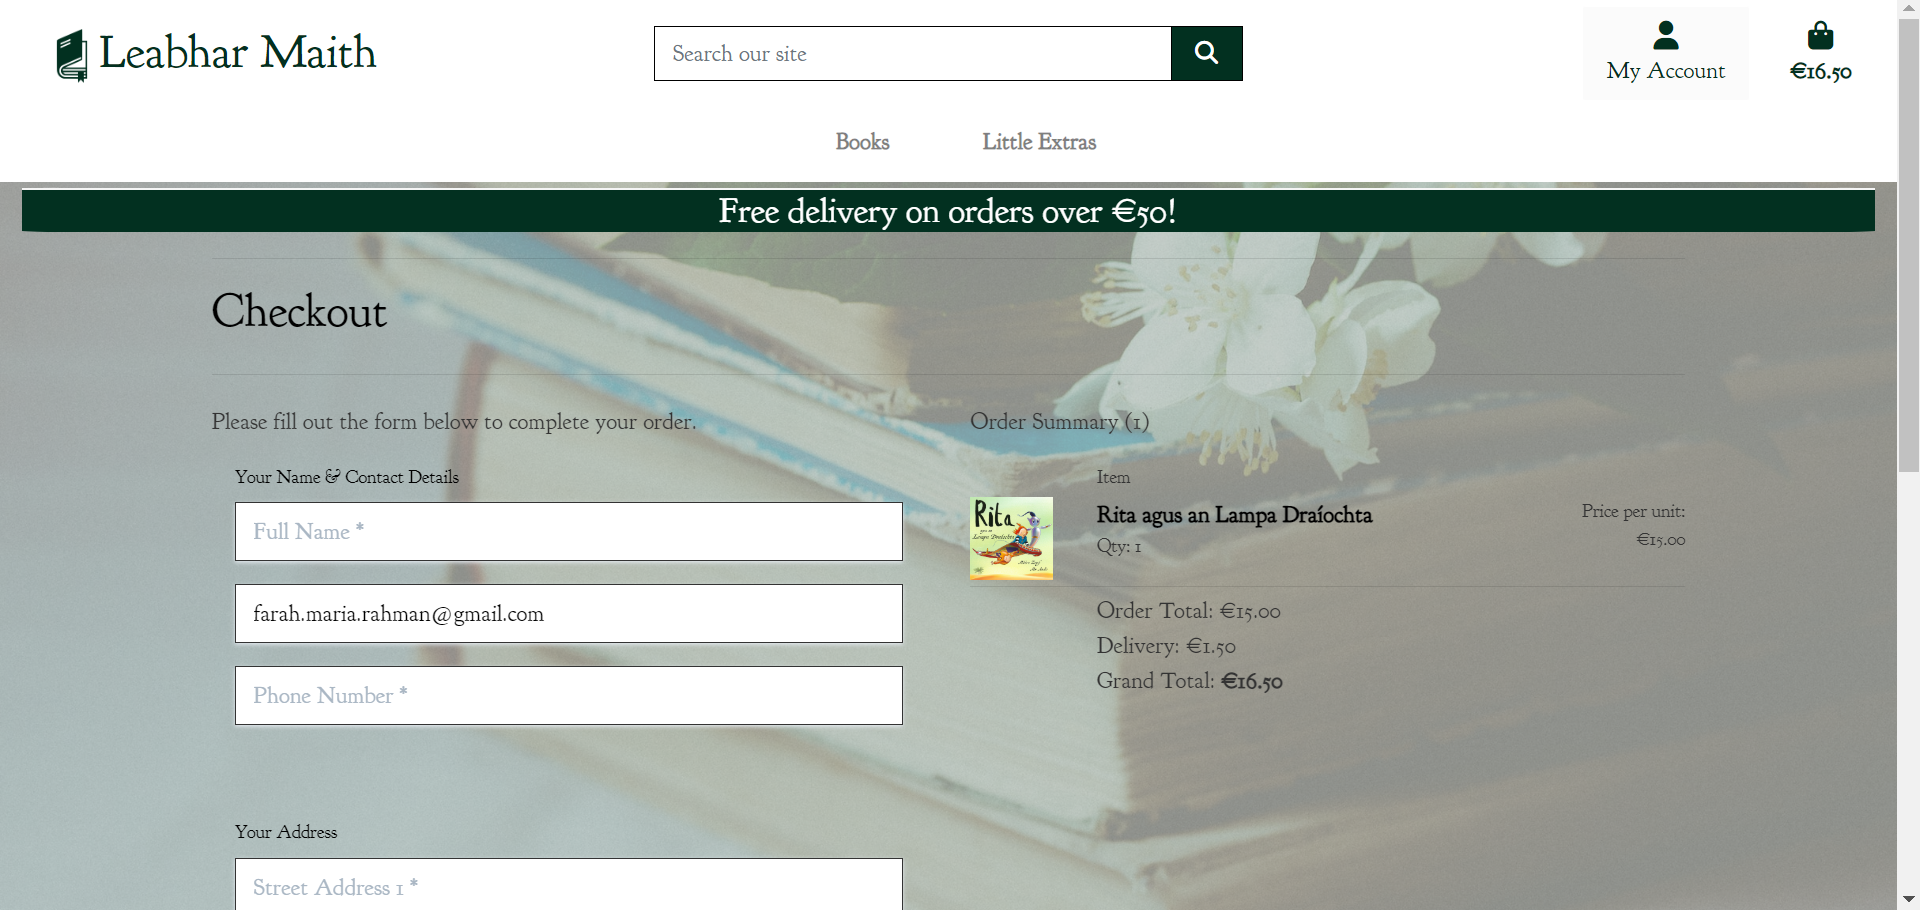 Leabhar Maith
Search our site
My Account
€16.50
Books
Little Extras
Free delivery on orders over €50!
Checkout
Please fill out the form below to complete your order.
Your Name & Contact Details
Full Name *
farah.maria.rahman@gmail.com
Phone Number *
Your Address
Street Address 1 *
Order Summary (1)
Item
Rita
Rita agus an Lampa Draíochta
Qty: 1
Price per unit:
€15.00
Order Total: €15.00
Delivery: €1.50
Grand Total: €16.50